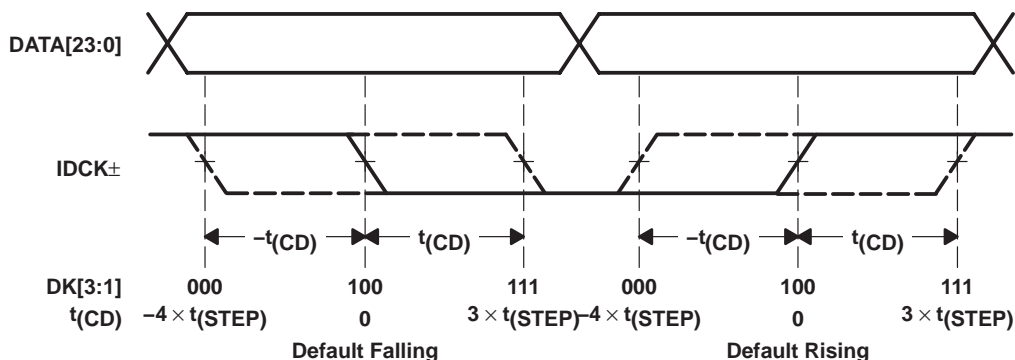 DATA[23:0]
IDCK±
−t(CD) t(CD) −t(CD) t(CD)
DK[3:1] 000 100 111 000 100 111
t(CD) −4 × t(STEP) 0 3 × t(STEP) −4 × t(STEP) 0 3 × t(STEP)
Default Falling Default Rising